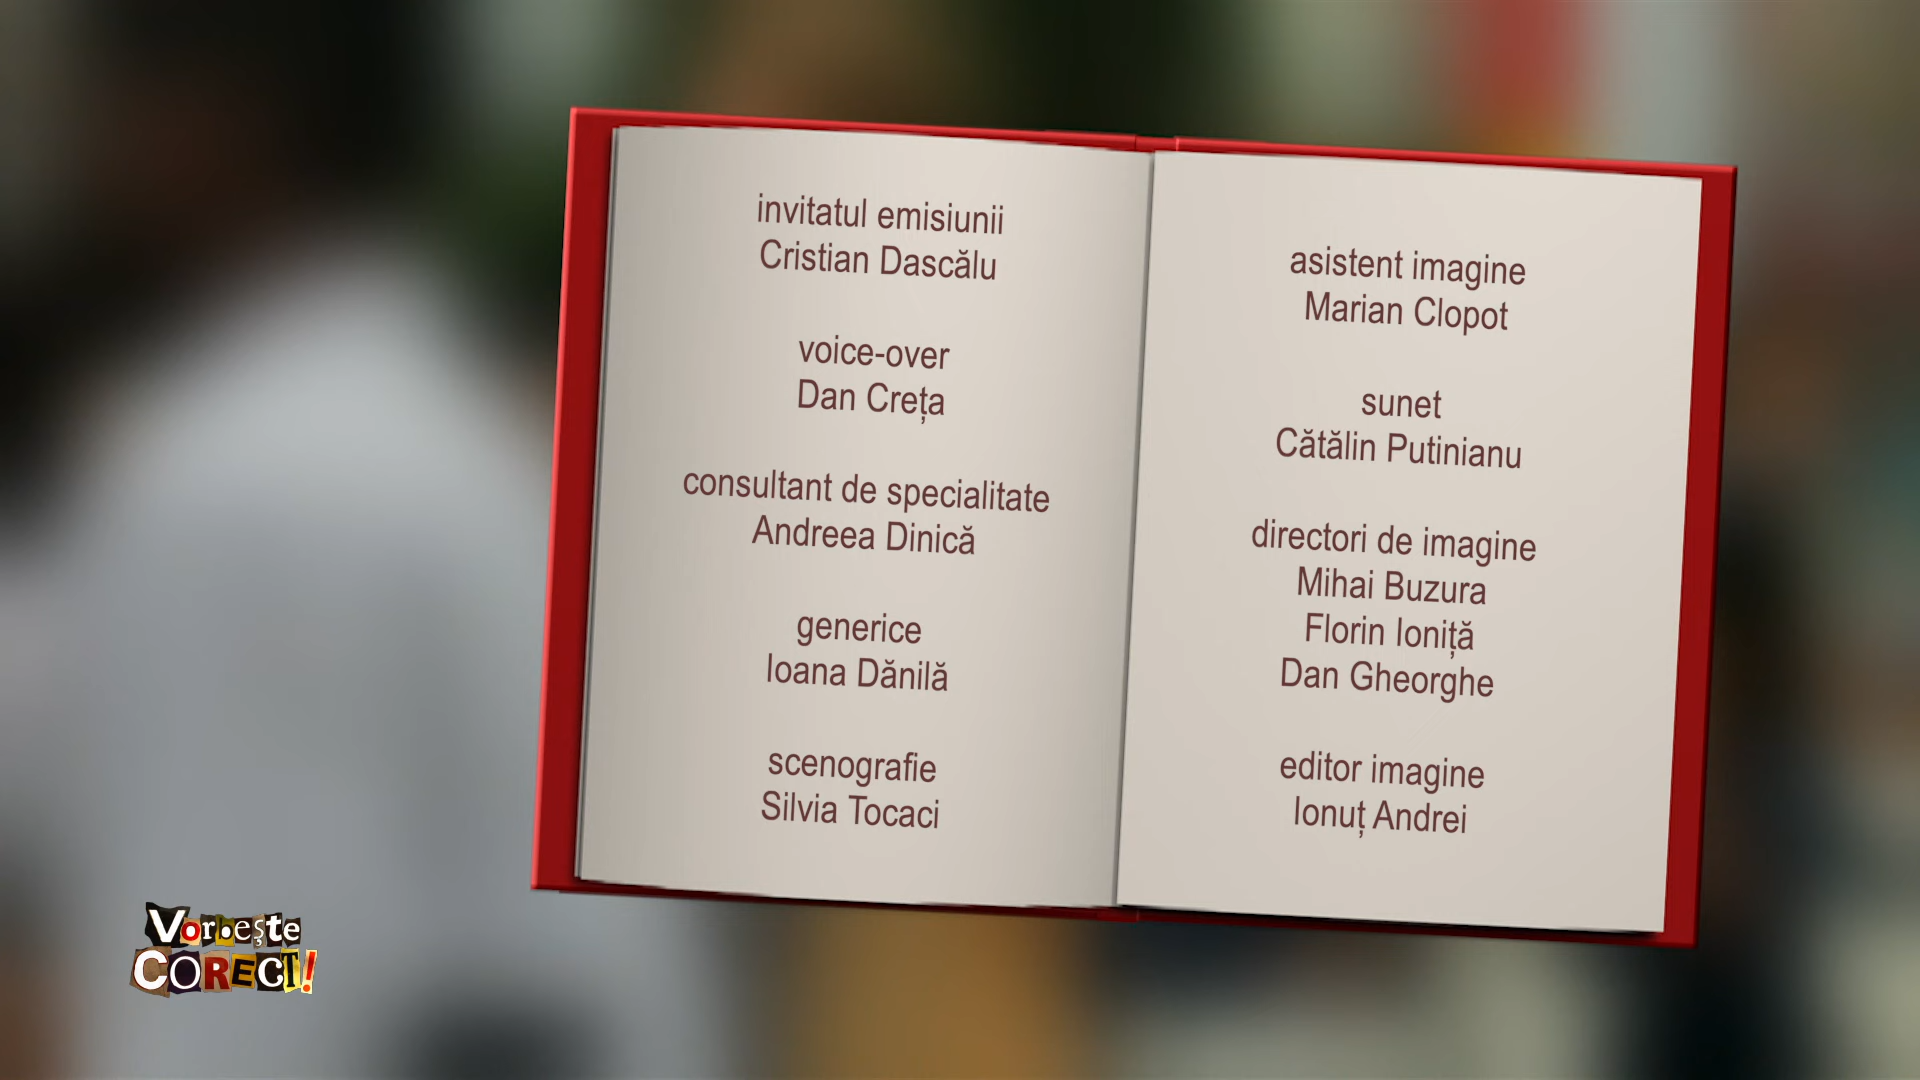 invitatul emisiunii
Cristian Dascălu
voice-over
Dan Creța
consultant de specialitate
Andreea Dinică
generice
Ioana Dănilă
scenografie
Silvia Tocaci
asistent imagine
Marian Clopot
sunet
Cătălin Putinianu
directori de imagine
Mihai Buzura
Florin Ioniță
Dan Gheorghe
editor imagine
Ionuț Andrei
Vorbește
CORECT!